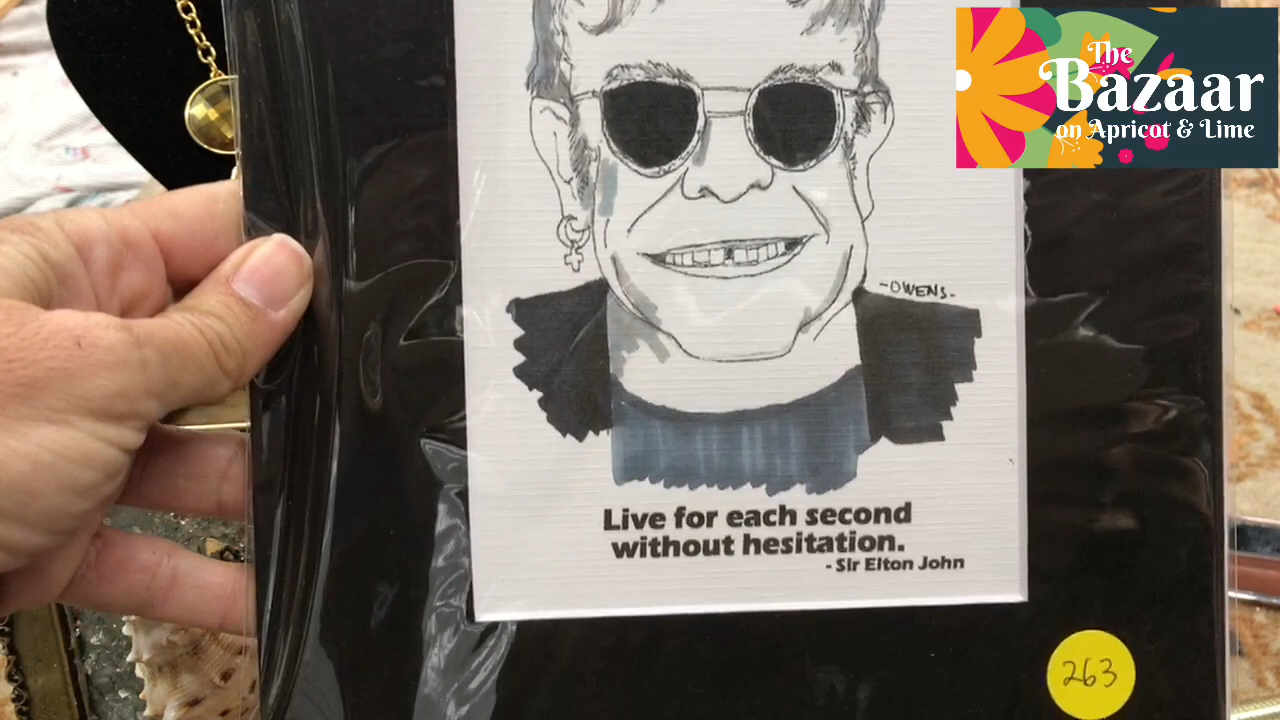 The
Bazaar
on Apricot & Lime
-OWENS-
Live for each second
without hesitation.
- Sir Elton John
263